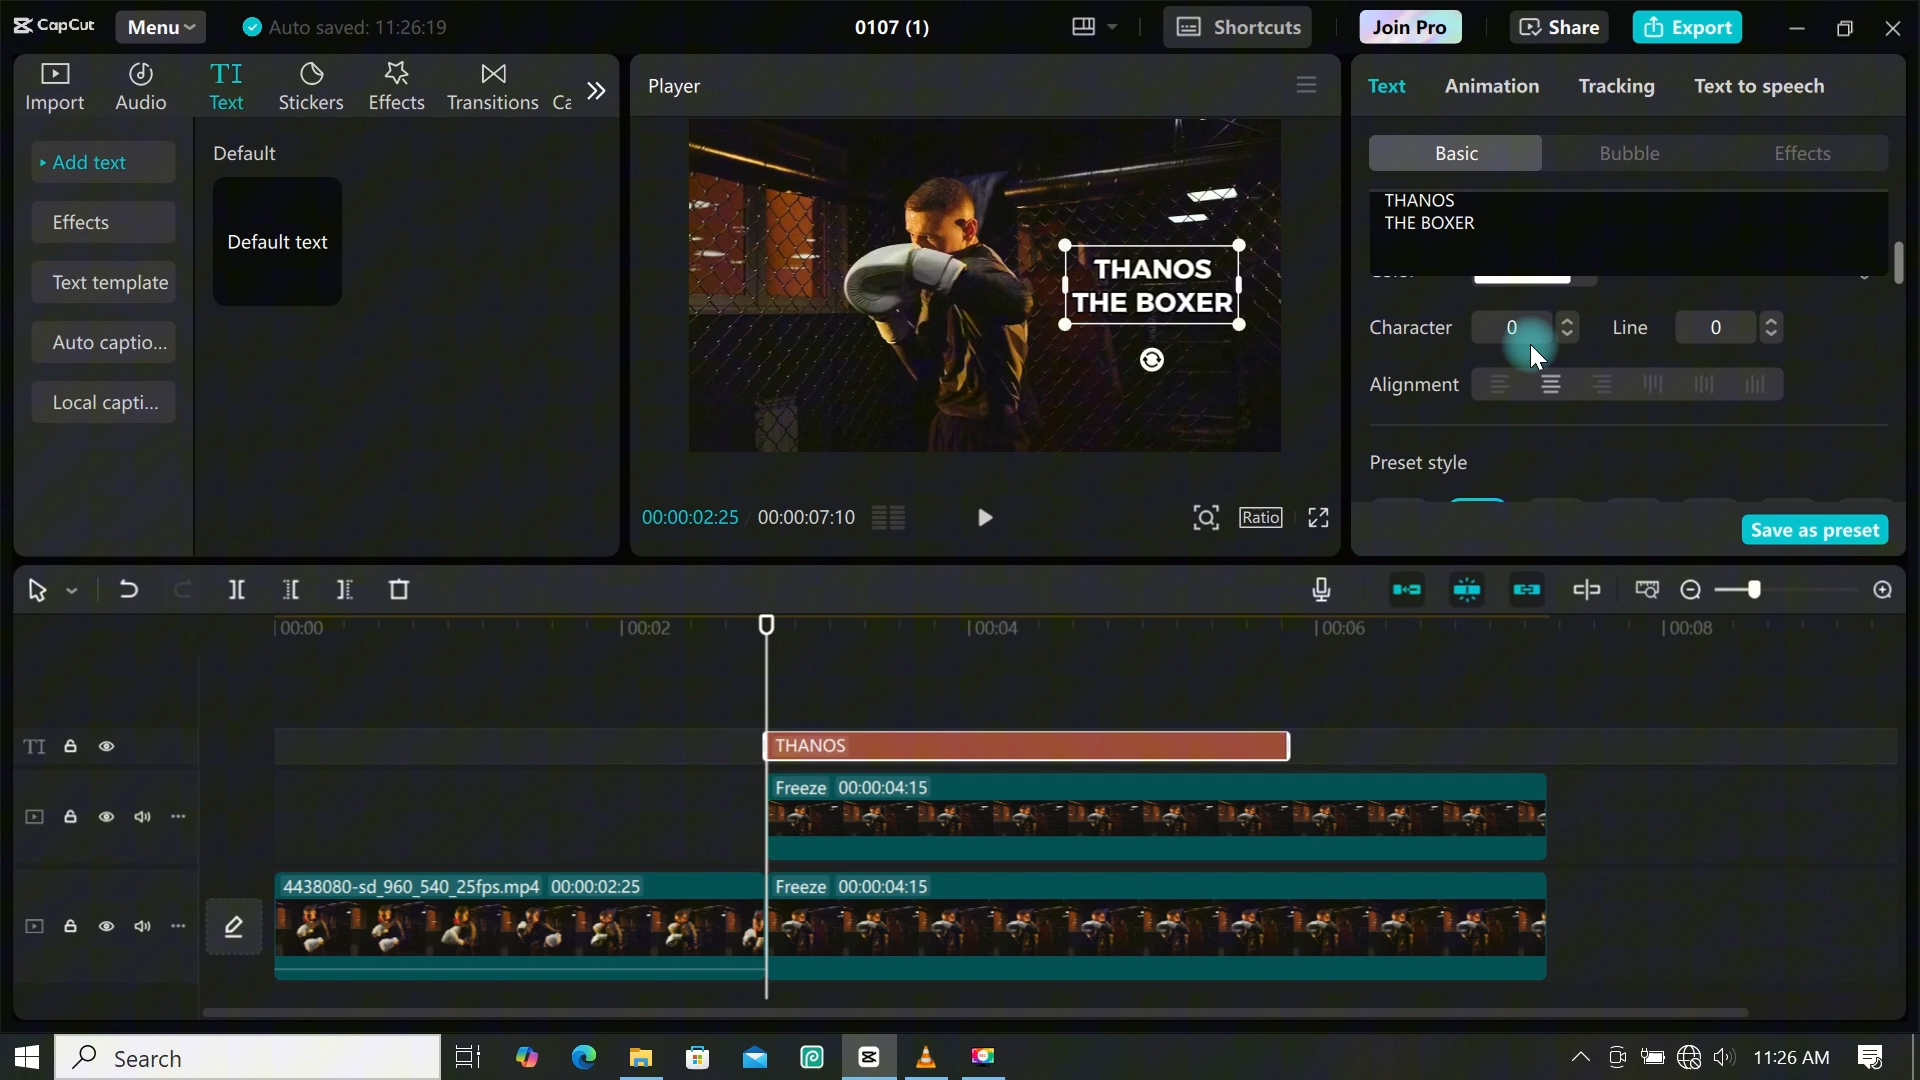 CapCut
Menu
Auto saved: 11:26:19
0107 (1)
Shortcuts
Join Pro
Share
Export
Import
Audio
TI
Text
Stickers
Effects
Transitions
Ca
Add text
Effects
Text template
Auto captio...
Local capti...
Default
Default text
Player
THANOS
THE BOXER
00:00:02:25 / 00:00:07:10
Ratio
Text
Animation
Tracking
Text to speech
Basic
Bubble
Effects
THANOS
THE BOXER
Character
0
Line
0
Alignment
Preset style
Save as preset
00:00
00:02
00:04
00:06
00:08
TI
THANOS
Freeze 00:00:04:15
4438080-sd_960_540_25fps.mp4 00:00:02:25
Freeze 00:00:04:15
Search
11:26 AM